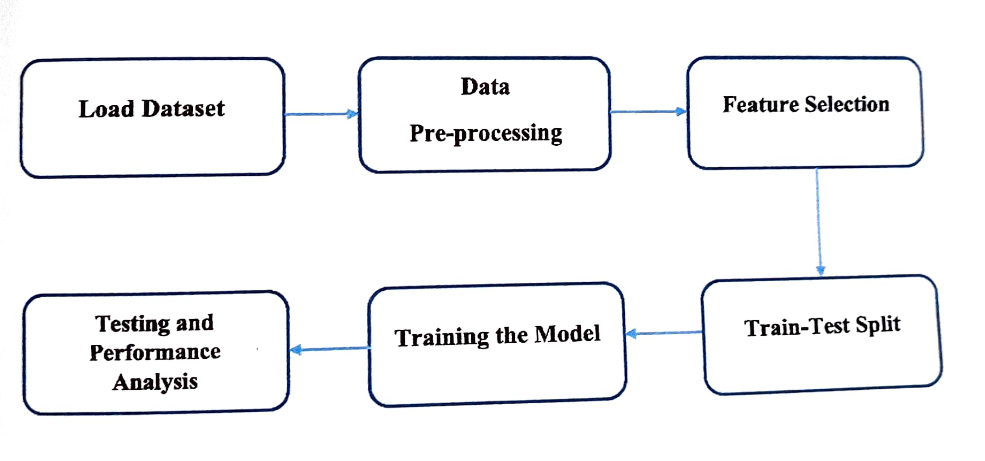 Load Dataset
Data
Pre-processing
Feature Selection
Train-Test Split
Training the Model
Testing and
Performance
Analysis